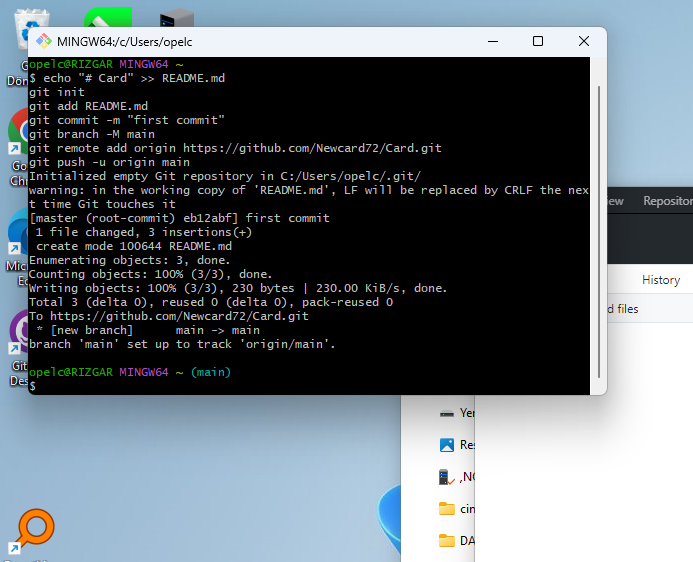 MINGW64:/c/Users/opelc
opelc@RIZGAR MINGW64 ~
$ echo "# Card" >> README.md
git init
git add README.md
git commit -m "first commit"
git branch -M main
git remote add origin https://github.com/Newcard72/Card.git
git push -u origin main
Initialized empty Git repository in C:/Users/opelc/.git/
warning: in the working copy of 'README.md', LF will be replaced by CRLF the nex
t time Git touches it
[master (root-commit) eb12abf] first commit
 1 file changed, 3 insertions(+)
 create mode 100644 README.md
Enumerating objects: 3, done.
Counting objects: 100% (3/3), done.
Writing objects: 100% (3/3), 230 bytes | 230.00 KiB/s, done.
Total 3 (delta 0), reused 0 (delta 0), pack-reused 0
To https://github.com/Newcard72/Card.git
 * [new branch]      main -> main
branch 'main' set up to track 'origin/main'.
opelc@RIZGAR MINGW64 ~ (main)
$
iew Repositor
History
d files
Yer
Res
,NO
cin
DA
G
Dön
Go
Chr
Mic
Ed
Git
Des